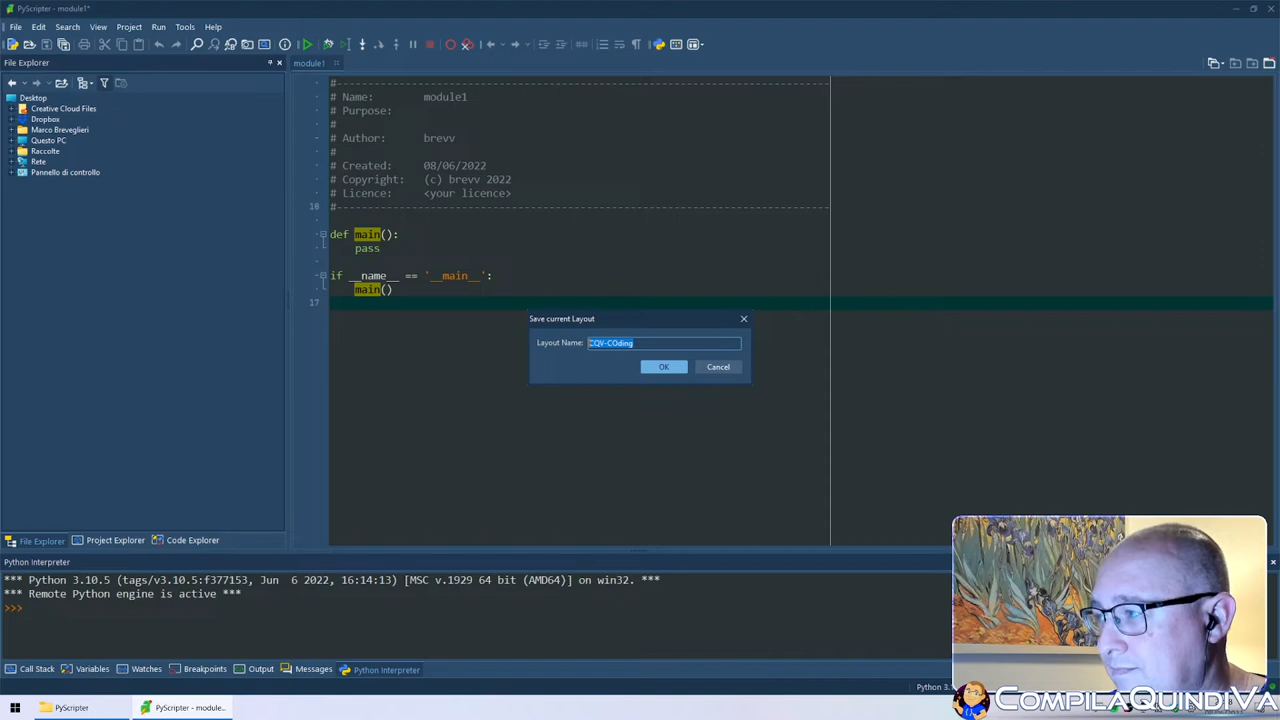 PyScripter - module1*
File Edit Search View Project Run Tools Help
File Explorer
module1
Desktop
Creative Cloud Files
Dropbox
Marco Breveglieri
Questo PC
Raccolte
Rete
Pannello di controllo
#--------------------------------------------------------------------------------
# Name: module1
# Purpose:
#
# Author: brevv
#
# Created: 08/06/2022
# Copyright: (c) brevv 2022
# Licence: <your licence>
10 #--------------------------------------------------------------------------------
def main():
pass
if __name__ == '__main__':
main()
17
Save current Layout
Layout Name: CQV-COding
OK Cancel
File Explorer Project Explorer Code Explorer
Python Interpreter
*** Python 3.10.5 (tags/v3.10.5:f377153, Jun 6 2022, 16:14:13) [MSC v.1929 64 bit (AMD64)] on win32. ***
*** Remote Python engine is active ***
>>>
Call Stack Variables Watches Breakpoints Output Messages Python Interpreter
Python 3.
PyScripter PyScripter - module...
COMPILAQUINDIVA